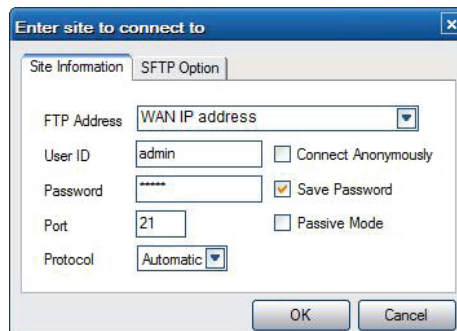 Enter site to connect to
Site Information SFTP Option
FTP Address WAN IP address
User ID admin Connect Anonymously
Password ***** Save Password
Port 21 Passive Mode
Protocol Automatic
OK Cancel